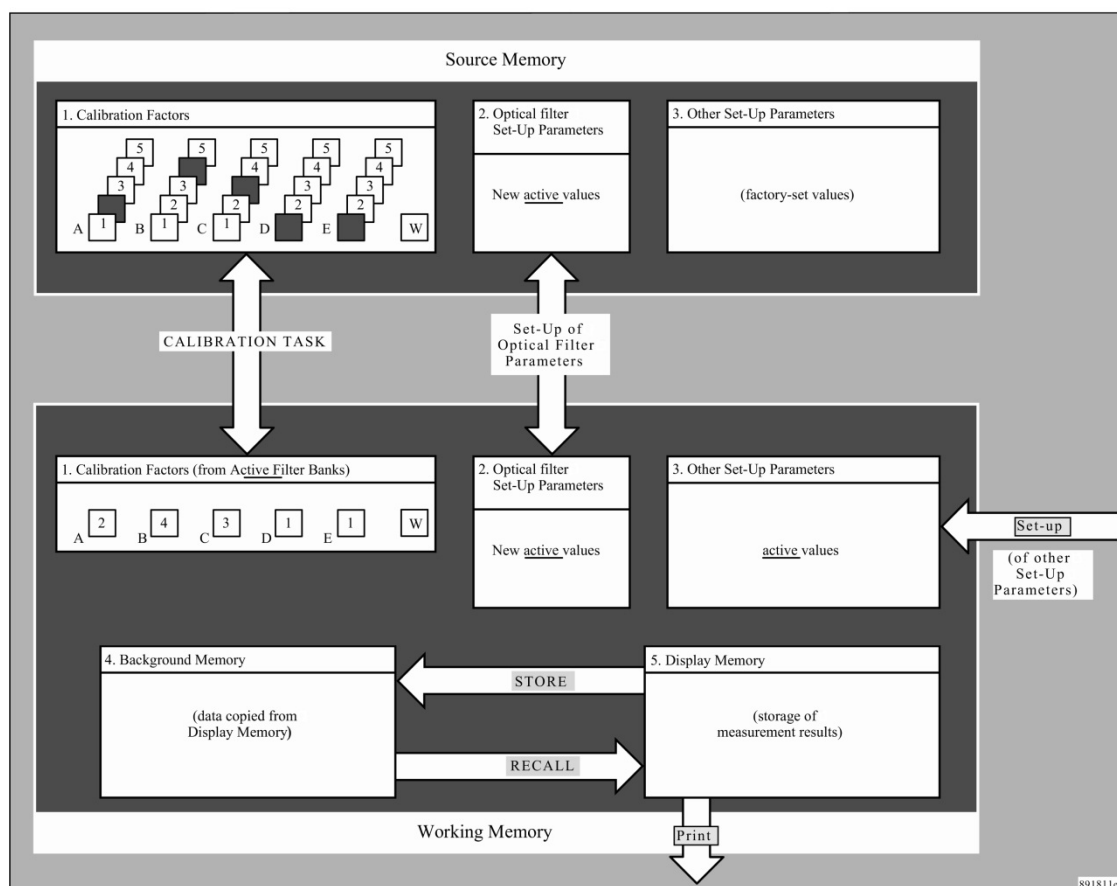 Source Memory
1. Calibration Factors
5 5 5 5 5
4 4 4 4
3 3 3 3
2 2 2 2
A 1 B 1 C 1 D E W
2. Optical filter
Set-Up Parameters
New active values
3. Other Set-Up Parameters
(factory-set values)
CALIBRATION TASK
Set-Up of
Optical Filter
Parameters
1. Calibration Factors (from Active Filter Banks)
A 2 B 4 C 3 D 1 E 1 W
2. Optical filter
Set-Up Parameters
New active values
3. Other Set-Up Parameters
active values
Set-up
(of other
Set-Up
Parameters)
4. Background Memory
(data copied from
Display Memory)
STORE
RECALL
5. Display Memory
(storage of
measurement results)
Working Memory
Print